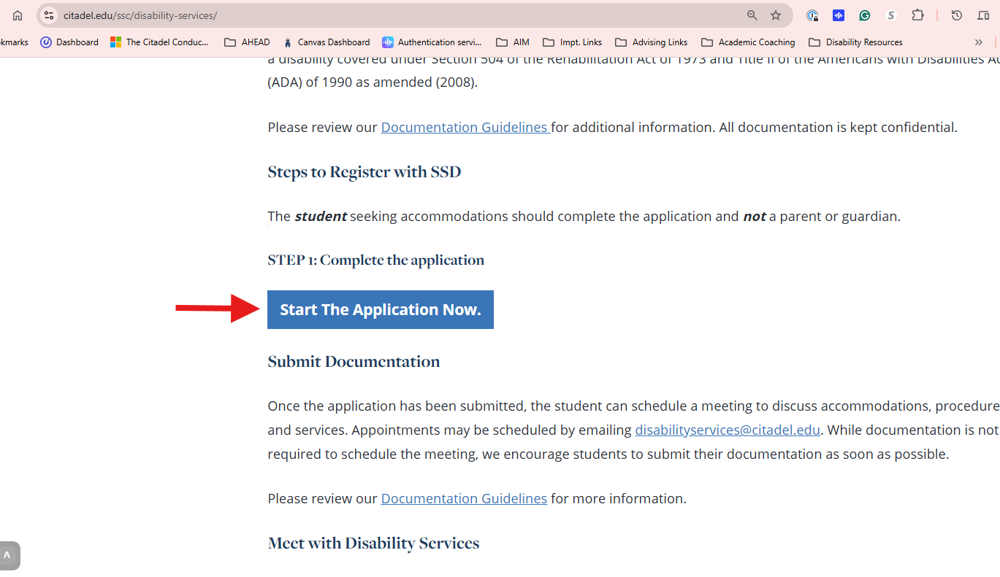 citadel.edu/ssc/disability-services/
kmarks Dashboard The Citadel Conduc... AHEAD Canvas Dashboard Authentication servi... AIM Impt. Links Advising Links Academic Coaching Disability Resources »
a disability covered under Section 504 of the Rehabilitation Act of 1973 and Title II of the Americans with Disabilities Ac
(ADA) of 1990 as amended (2008).
Please review our Documentation Guidelines for additional information. All documentation is kept confidential.
Steps to Register with SSD
The student seeking accommodations should complete the application and not a parent or guardian.
STEP 1: Complete the application
Start The Application Now.
Submit Documentation
Once the application has been submitted, the student can schedule a meeting to discuss accommodations, procedure
and services. Appointments may be scheduled by emailing disabilityservices@citadel.edu. While documentation is not
required to schedule the meeting, we encourage students to submit their documentation as soon as possible.
Please review our Documentation Guidelines for more information.
Meet with Disability Services
A